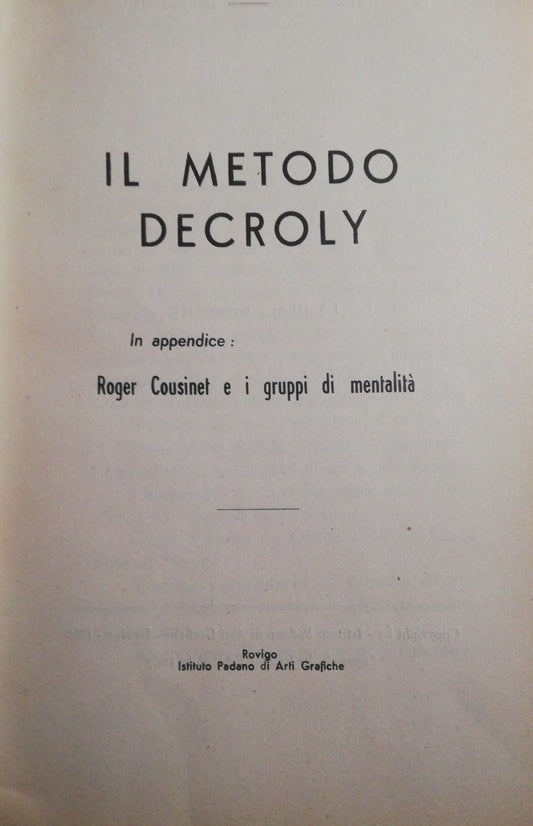 IL METODO
DECROLY
In appendice :
Roger Cousinet e i gruppi di mentalità
Rovigo
Istituto Padano di Arti Grafiche